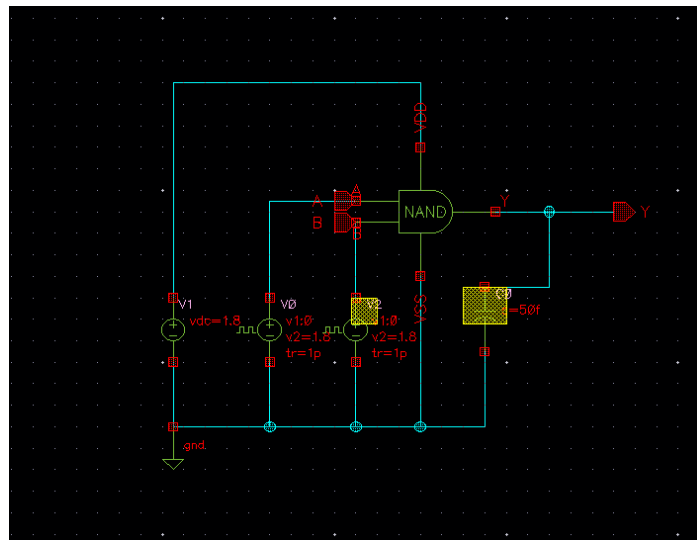 VDD
A
A
B
B
NAND
Y
Y
VSS
V1
vdc=1.8
V0
v1:0
v2=1.8
tr=1p
V2
v1:0
v2=1.8
tr=1p
C0
c=50f
gnd